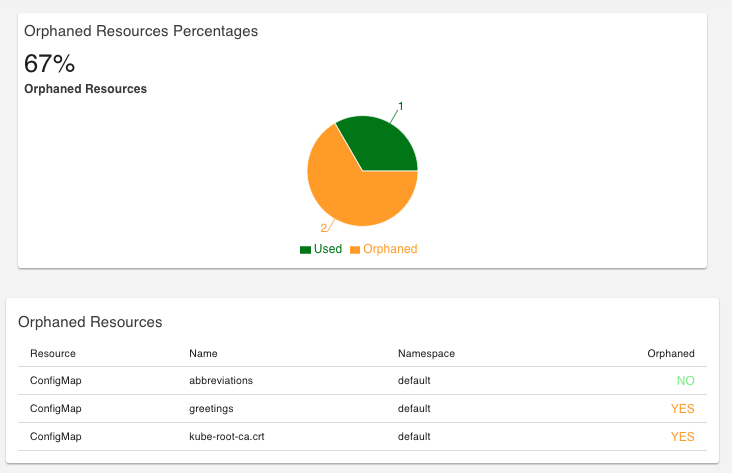 Orphaned Resources Percentages
67%
Orphaned Resources
1
2
Used Orphaned
Orphaned Resources
Resource Name Namespace Orphaned
ConfigMap abbreviations default NO
ConfigMap greetings default YES
ConfigMap kube-root-ca.crt default YES